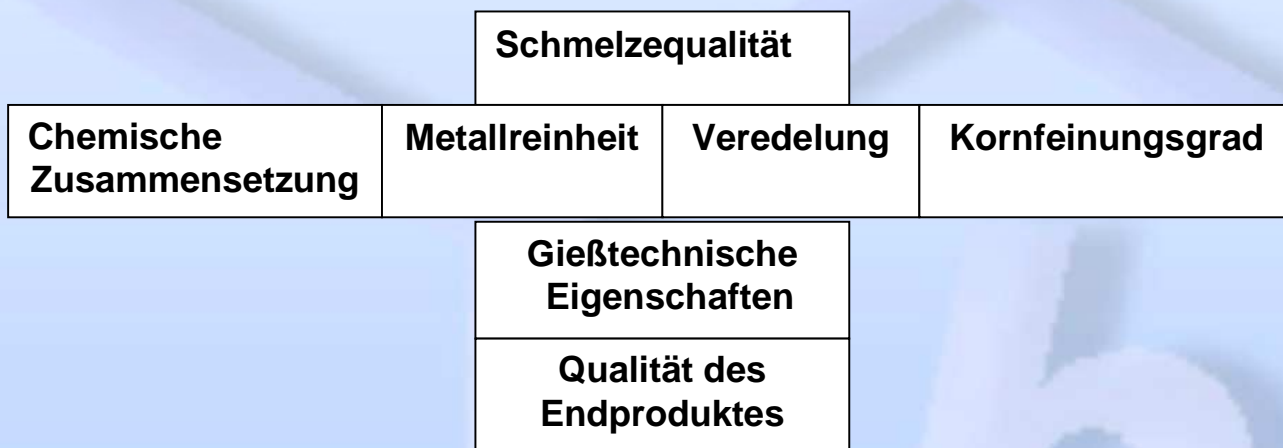 Schmelzequalität
Chemische
Zusammensetzung
Metallreinheit
Veredelung
Kornfeinungsgrad
Gießtechnische
Eigenschaften
Qualität des
Endproduktes